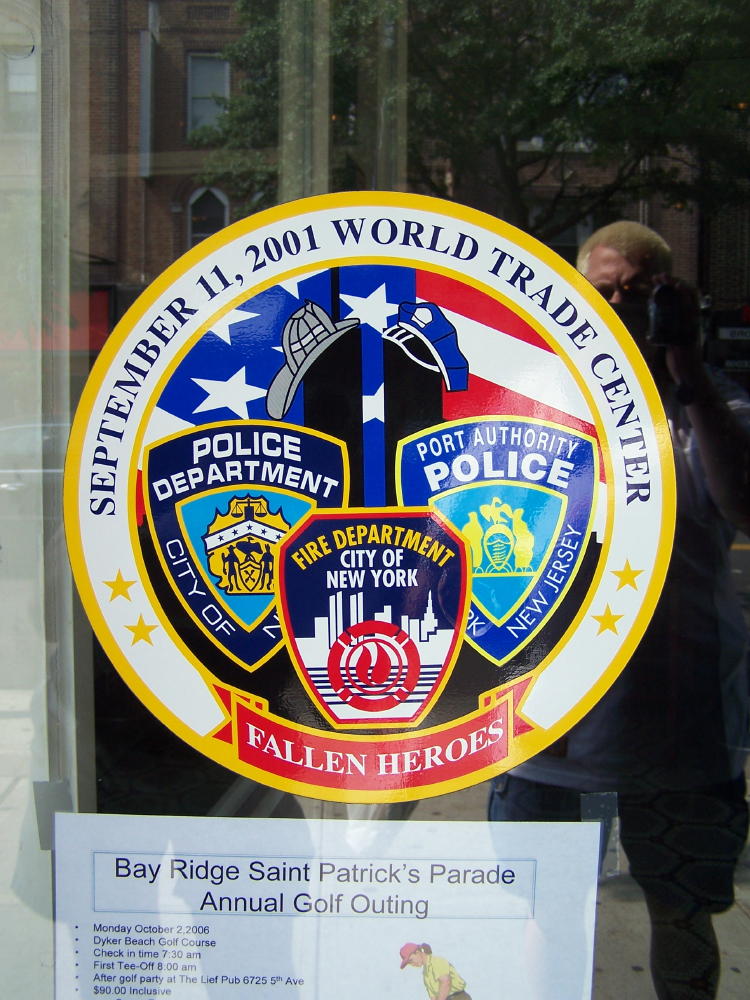 SEPTEMBER 11, 2001 WORLD TRADE CENTER
POLICE
DEPARTMENT
CITY OF
PORT AUTHORITY
POLICE
NEW JERSEY
FIRE DEPARTMENT
CITY OF
NEW YORK
FALLEN HEROES
Bay Ridge Saint Patrick's Parade
Annual Golf Outing
• Monday October 2,2006
• Dyker Beach Golf Course
• Check in time 7:30 am
• First Tee-Off 8:00 am
• After golf party at The Lief Pub 6725 5th Ave
• $90.00 Inclusive